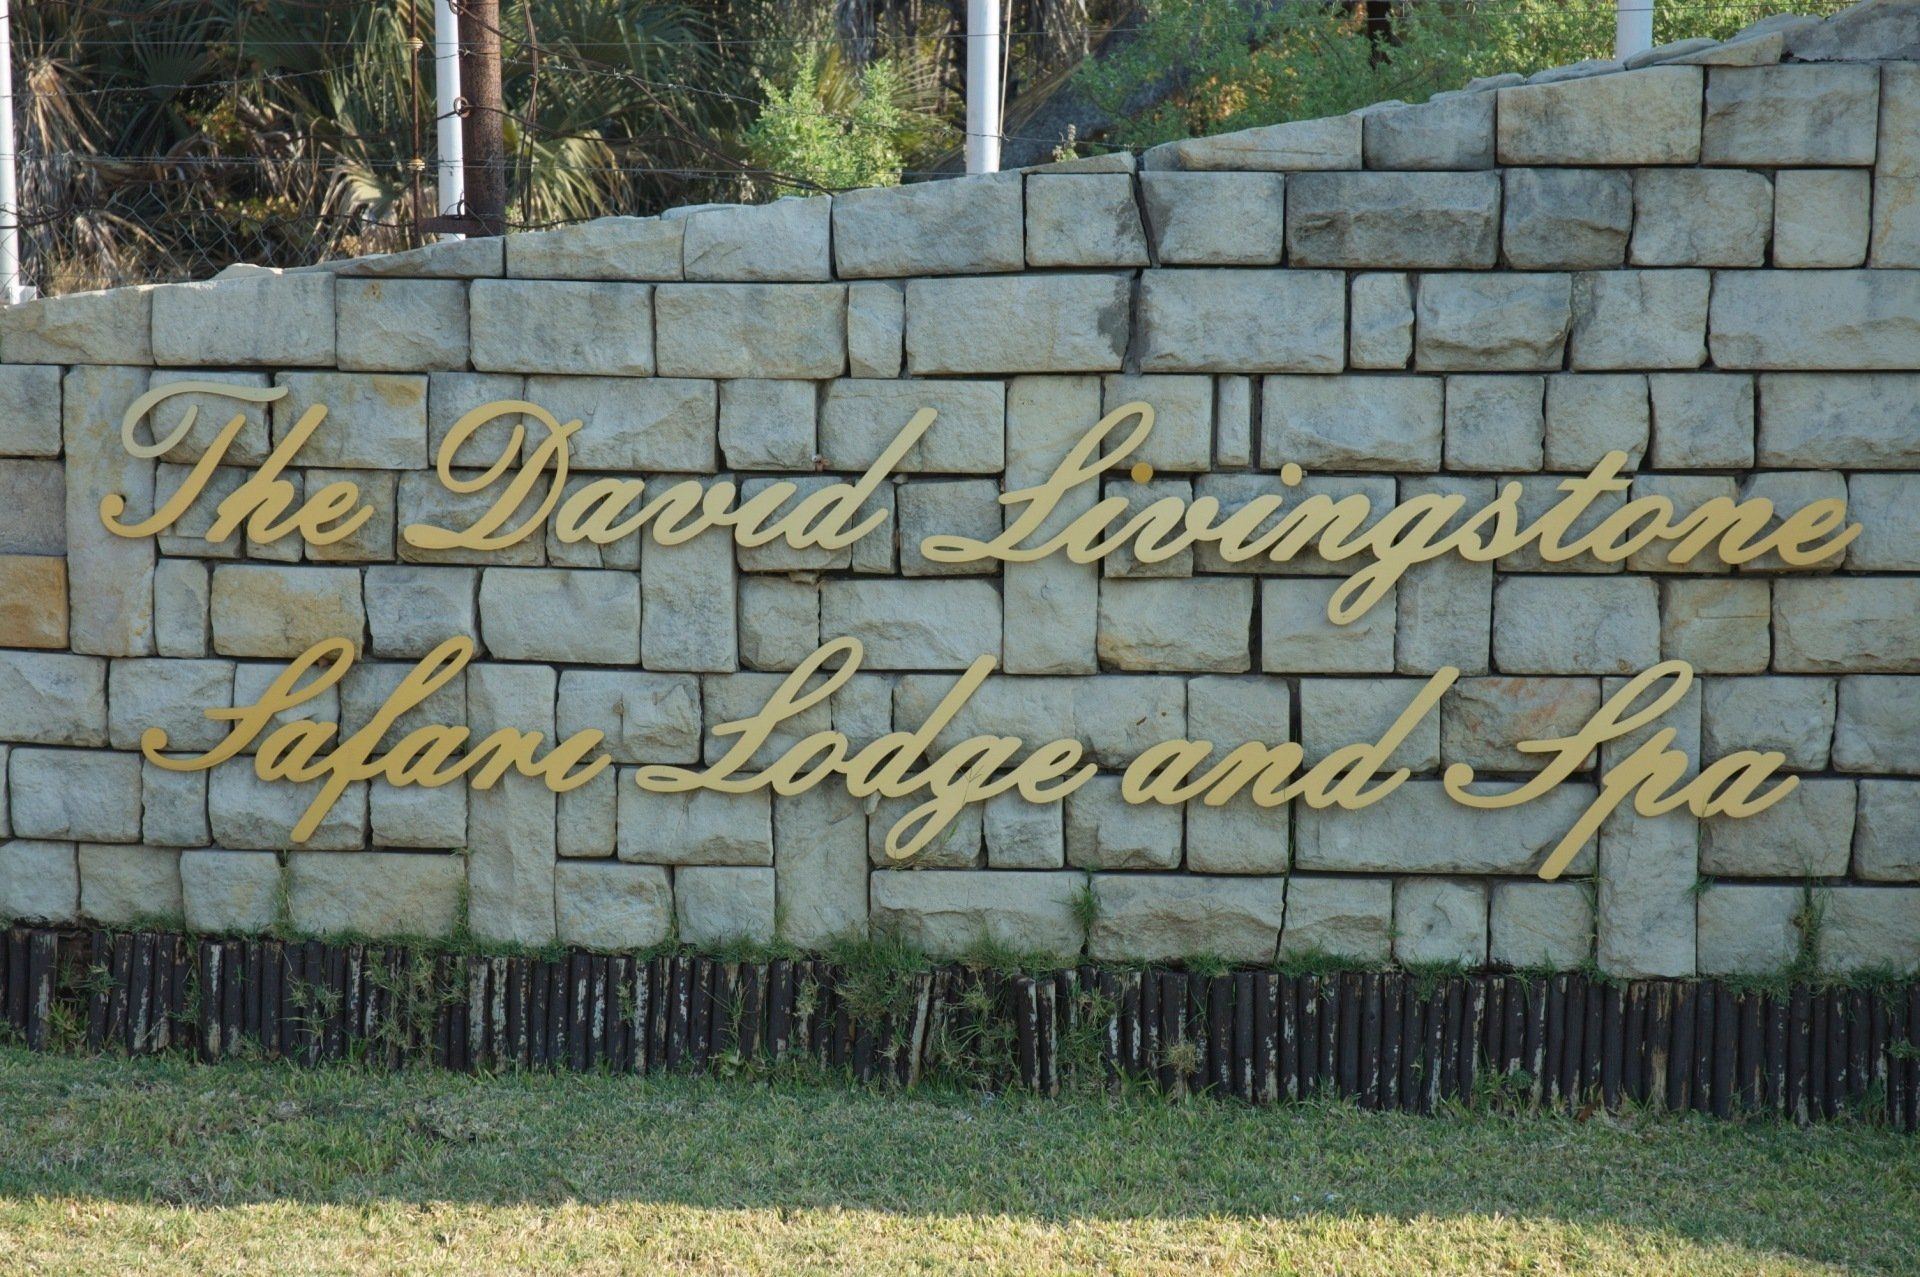 The David Livingstone
Safari Lodge and Spa